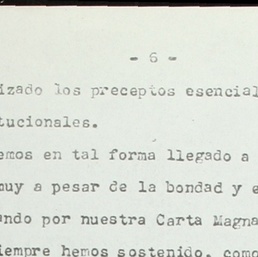 - 6 -
izado los preceptos esencial
tucionales.
emos en tal forma llegado a
muy a pesar de la bondad y e
ando por nuestra Carta Magna
iempre hemos sostenido, como